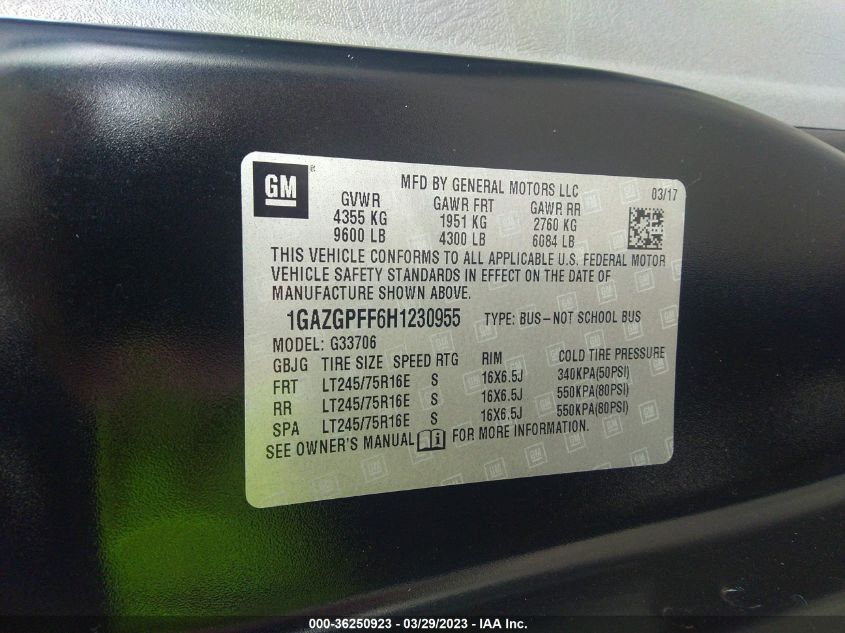 GM
MFD BY GENERAL MOTORS LLC 03/17
GVWR GAWR FRT GAWR RR
4355 KG 1951 KG 2760 KG
9600 LB 4300 LB 6084 LB
THIS VEHICLE CONFORMS TO ALL APPLICABLE U.S. FEDERAL MOTOR
VEHICLE SAFETY STANDARDS IN EFFECT ON THE DATE OF
MANUFACTURE SHOWN ABOVE.
1GAZGPFF6H1230955 TYPE: BUS–NOT SCHOOL BUS
MODEL: G33706
GBJG TIRE SIZE SPEED RTG RIM COLD TIRE PRESSURE
FRT LT245/75R16E S 16X6.5J 340KPA(50PSI)
RR LT245/75R16E S 16X6.5J 550KPA(80PSI)
SPA LT245/75R16E S 16X6.5J 550KPA(80PSI)
SEE OWNER'S MANUAL FOR MORE INFORMATION.
000-36250923 / 03/29/2023 - IAA, Inc.